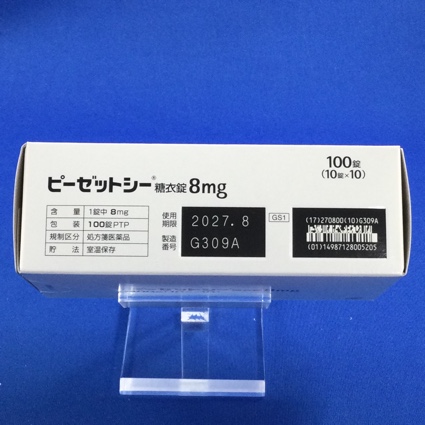 100錠
(10錠×10)
ピーゼットシー®糖衣錠8mg
含 量 1錠中 8mg
包 装 100錠PTP
規制区分 処方箋医薬品
貯 法 室温保存
使用期限 2027.8
製造番号 G309A
GS1
(17)270800(10)G309A
(01)14987128005205